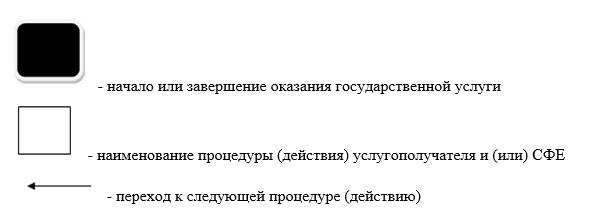 - начало или завершение оказания государственной услуги
- наименование процедуры (действия) услугополучателя и (или) СФЕ
- переход к следующей процедуре (действию)